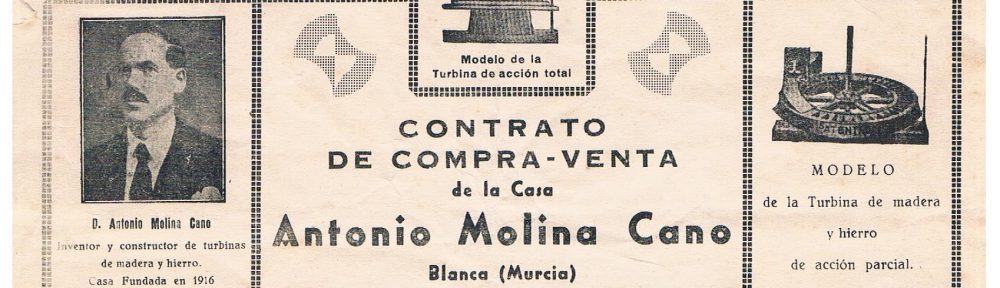 D. Antonio Molina Cano
Inventor y constructor de turbinas
de madera y hierro.
Casa Fundada en 1916
Modelo de la
Turbina de acción total
CONTRATO
DE COMPRA-VENTA
de la Casa
Antonio Molina Cano
Blanca (Murcia)
MODELO
de la Turbina de madera
y hierro
de acción parcial.